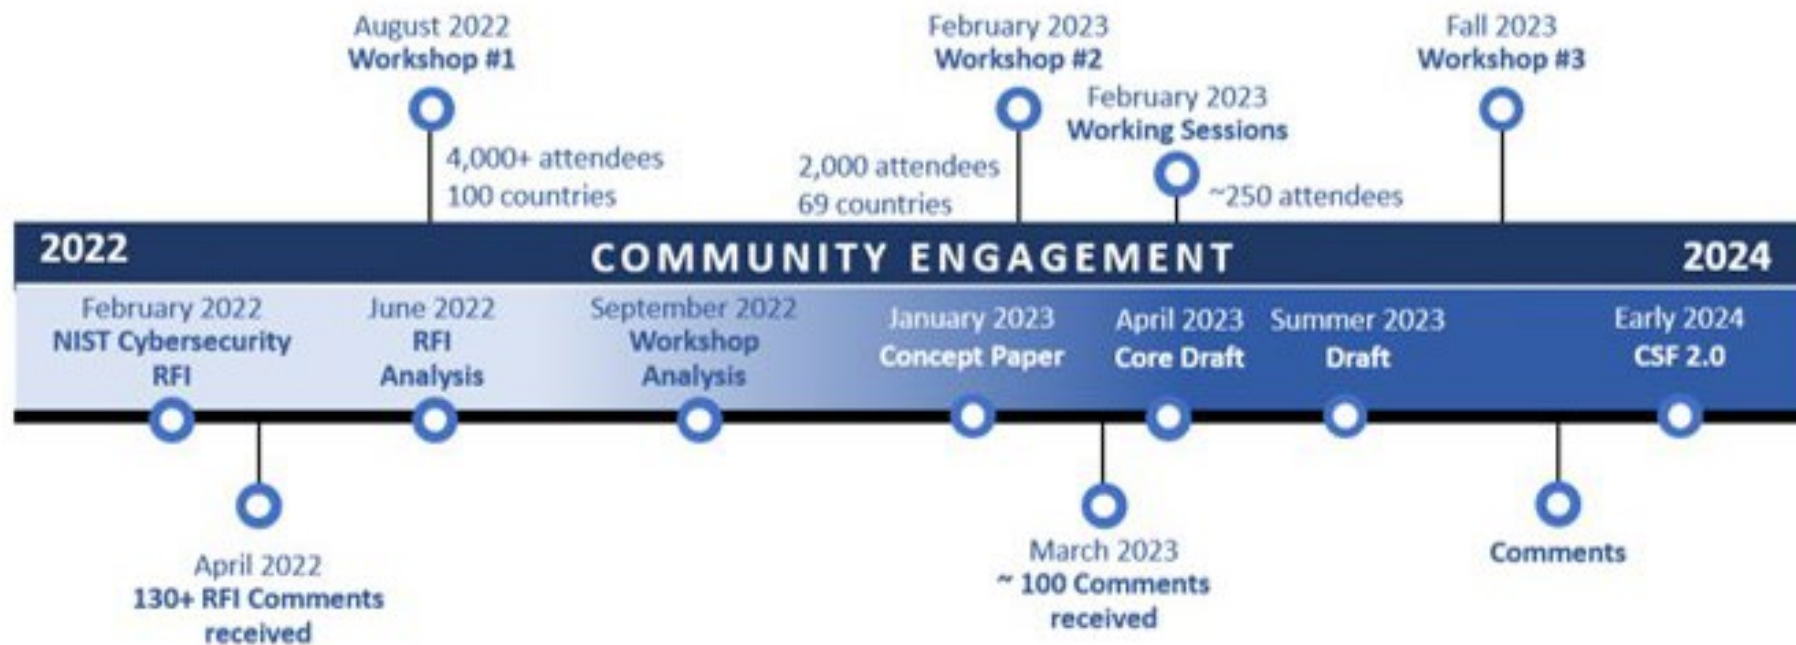 August 2022
Workshop #1
4,000+ attendees
100 countries
February 2023
Workshop #2
2,000 attendees
69 countries
February 2023
Working Sessions
~250 attendees
Fall 2023
Workshop #3
2022
COMMUNITY ENGAGEMENT
2024
February 2022
NIST Cybersecurity
RFI
June 2022
RFI
Analysis
September 2022
Workshop
Analysis
January 2023
Concept Paper
April 2023
Core Draft
Summer 2023
Draft
Early 2024
CSF 2.0
April 2022
130+ RFI Comments
received
March 2023
~ 100 Comments
received
Comments